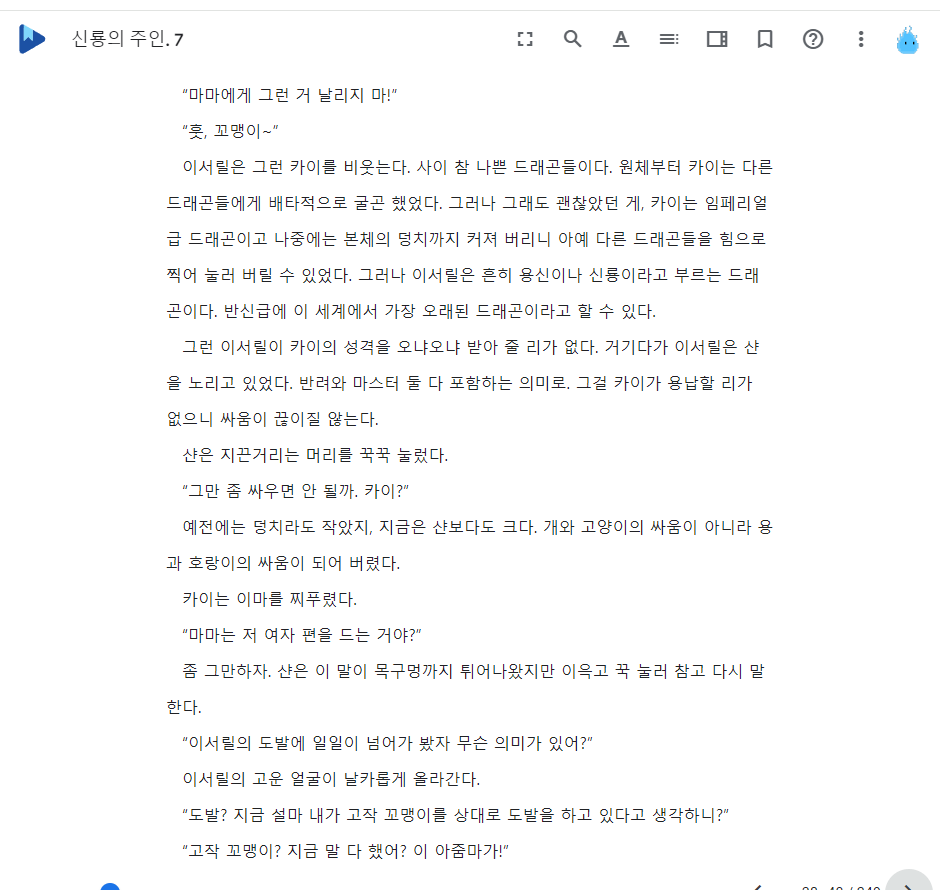 신룡의 주인. 7
“마마에게 그런 거 날리지 마!”
“훗, 꼬맹이~”
이서릴은 그런 카이를 비웃는다. 사이 참 나쁜 드래곤들이다. 원체부터 카이는 다른
드래곤들에게 배타적으로 굴곤 했었다. 그러나 그래도 괜찮았던 게, 카이는 임페리얼
급 드래곤이고 나중에는 본체의 덩치까지 커져 버리니 아예 다른 드래곤들을 힘으로
찍어 눌러 버릴 수 있었다. 그러나 이서릴은 흔히 용신이나 신룡이라고 부르는 드래
곤이다. 반신급에 이 세계에서 가장 오래된 드래곤이라고 할 수 있다.
그런 이서릴이 카이의 성격을 오냐오냐 받아 줄 리가 없다. 거기다가 이서릴은 샨
을 노리고 있었다. 반려와 마스터 둘 다 포함하는 의미로. 그걸 카이가 용납할 리가
없으니 싸움이 끊이질 않는다.
샨은 지끈거리는 머리를 꾹꾹 눌렀다.
“그만 좀 싸우면 안 될까. 카이?”
예전에는 덩치라도 작았지, 지금은 샨보다도 크다. 개와 고양이의 싸움이 아니라 용
과 호랑이의 싸움이 되어 버렸다.
카이는 이마를 찌푸렸다.
“마마는 저 여자 편을 드는 거야?”
좀 그만하자. 샨은 이 말이 목구멍까지 튀어나왔지만 이윽고 꾹 눌러 참고 다시 말
한다.
“이서릴의 도발에 일일이 넘어가 봤자 무슨 의미가 있어?”
이서릴의 고운 얼굴이 날카롭게 올라간다.
“도발? 지금 설마 내가 고작 꼬맹이를 상대로 도발을 하고 있다고 생각하니?”
“고작 꼬맹이? 지금 말 다 했어? 이 아줌마가!”